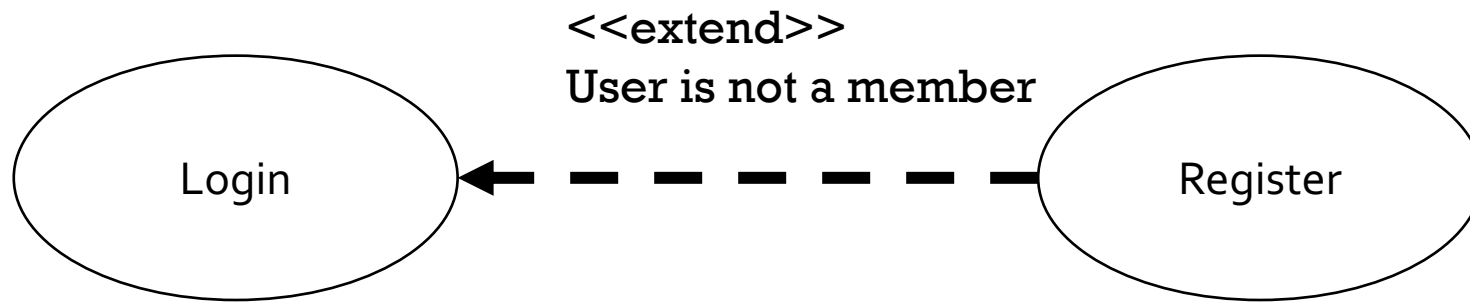 <<extend>>
User is not a member
Login
Register